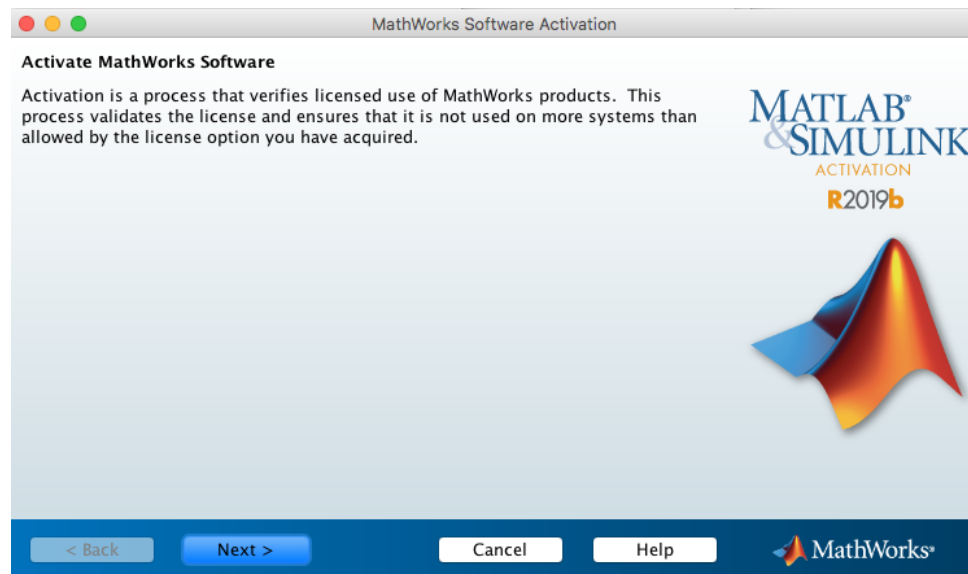 MathWorks Software Activation
Activate MathWorks Software
Activation is a process that verifies licensed use of MathWorks products. This
process validates the license and ensures that it is not used on more systems than
allowed by the license option you have acquired.
MATLAB®
&SIMULINK
ACTIVATION
R2019b
< Back
Next >
Cancel
Help
MathWorks®